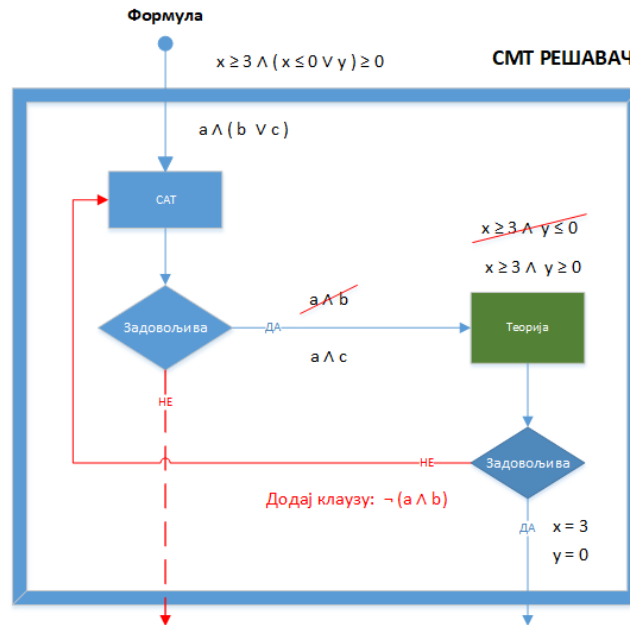 Формула
x ≥ 3 ∧ ( x ≤ 0 ∨ y ) ≥ 0
СМТ РЕШАВАЧ
a ∧ ( b ∨ c )
САТ
x ≥ 3 ∧ y ≤ 0
x ≥ 3 ∧ y ≥ 0
a ∧ b
Задовољива
ДА
Теорија
a ∧ c
НЕ
НЕ
Задовољива
Додај клаузу: ¬ (a ∧ b)
ДА
x = 3
y = 0